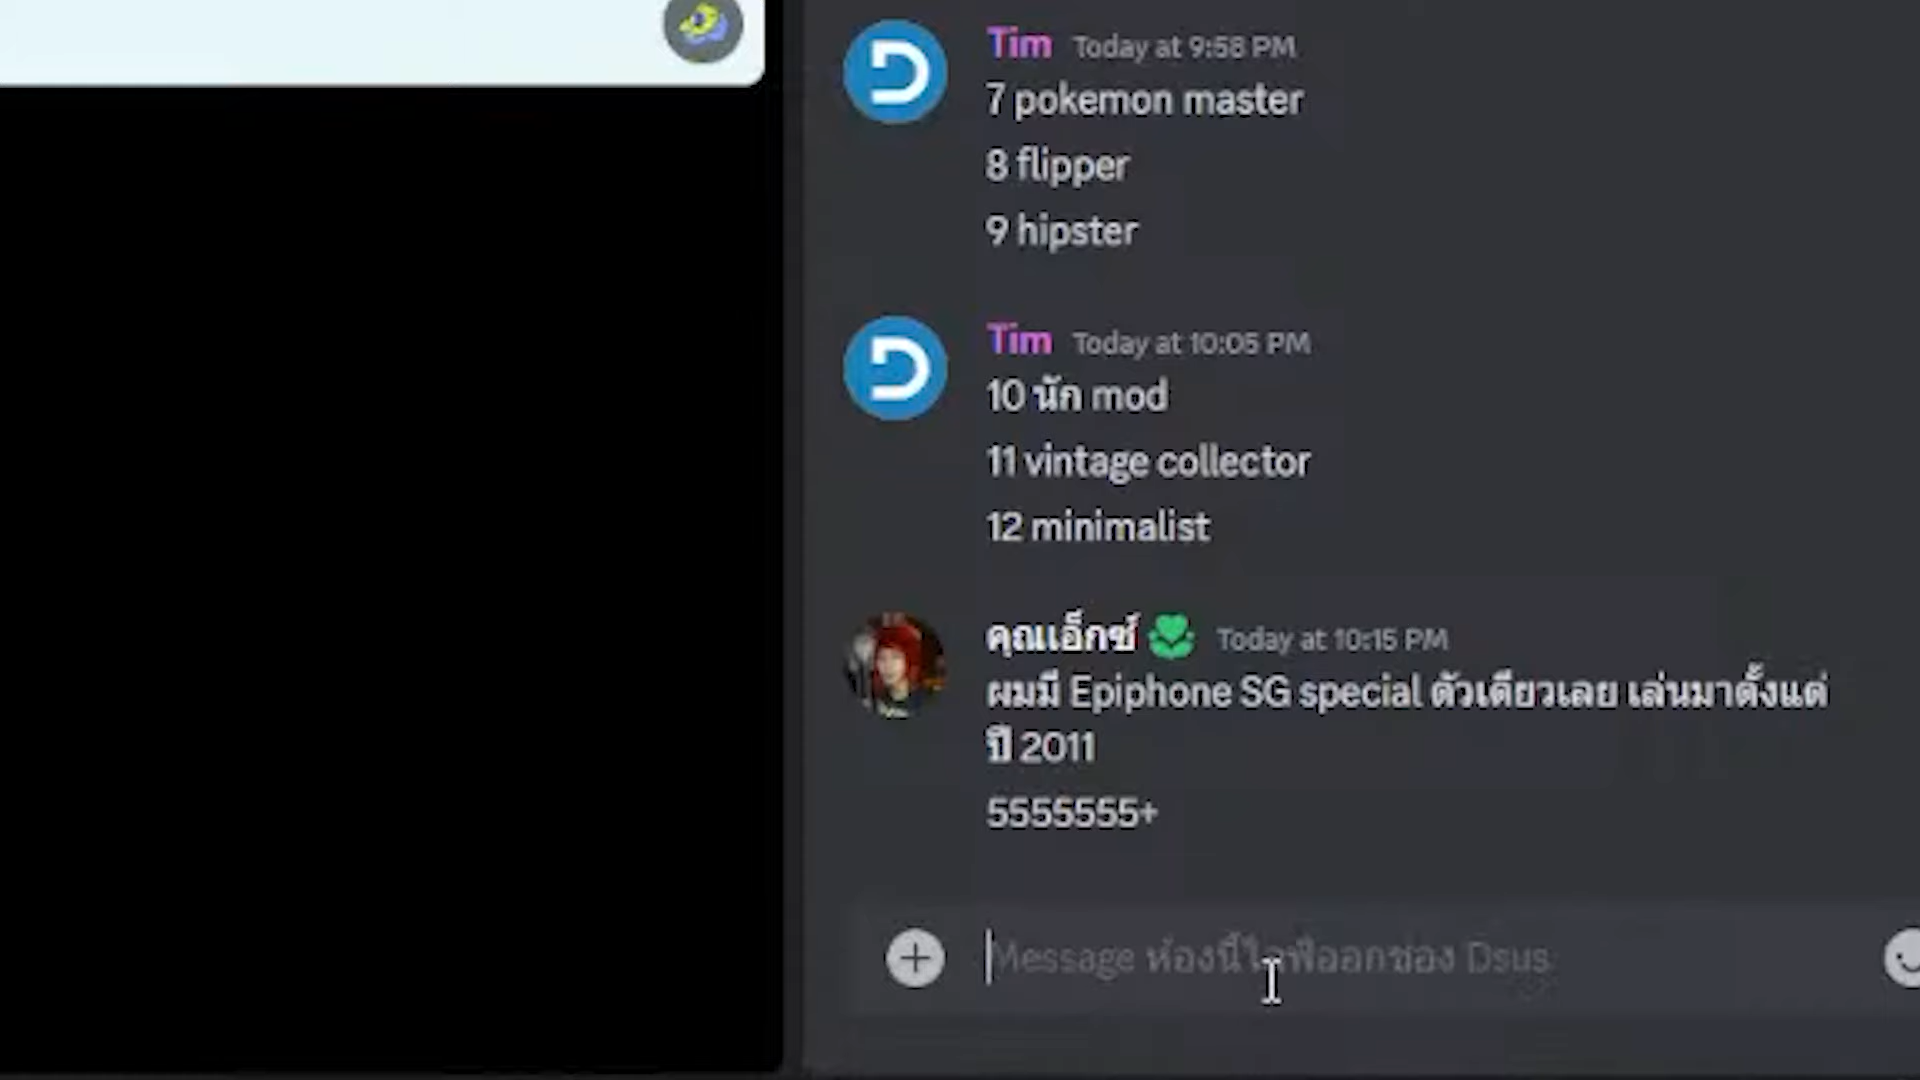 Tim Today at 9:58 PM
7 pokemon master
8 flipper
9 hipster
Tim Today at 10:05 PM
10 นัก mod
11 vintage collector
12 minimalist
คุณเอ็กซ์ Today at 10:15 PM
ผมมี Epiphone SG special ตัวเดียวเลย เล่นมาตั้งแต่
ปี 2011
5555555+
Message ห้องนี้ไลฟ์ออกช่อง Dsus